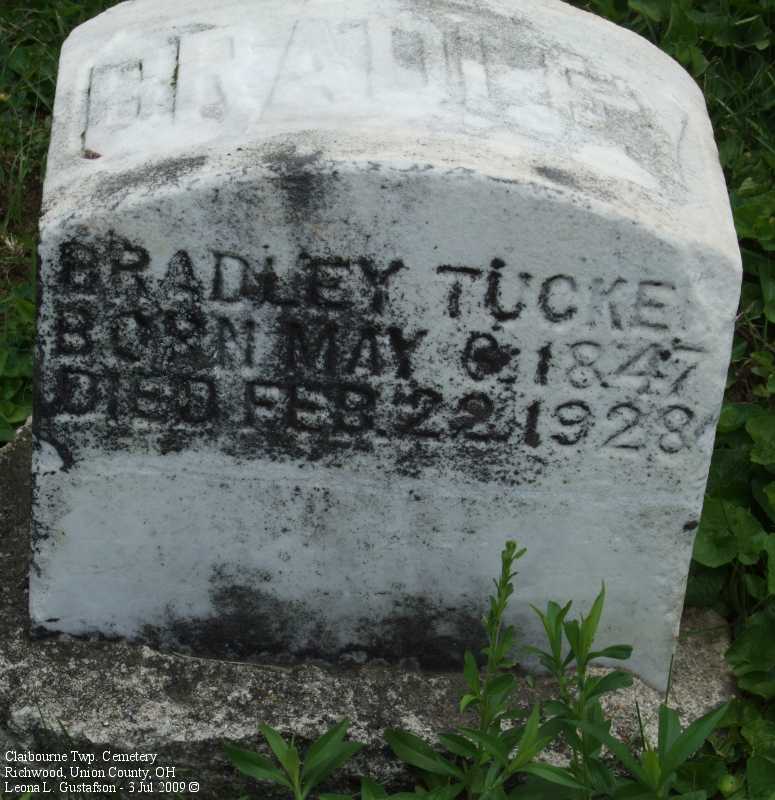 BRADLEY
BRADLEY TUCKER
BORN MAY 6 1847
DIED FEB 22 1928
Claibourne Twp. Cemetery
Richwood, Union County, OH
Leona L. Gustafson - 3 Jul 2009 ©